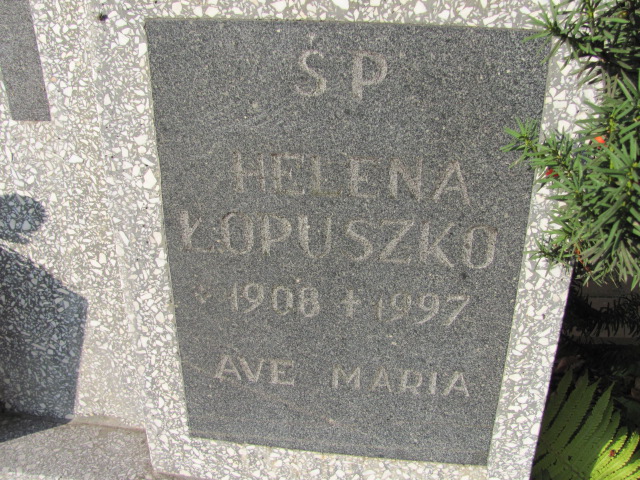 ŚP
HELENA
ŁOPUSZKO
* 1908 + 1997
AVE MARIA